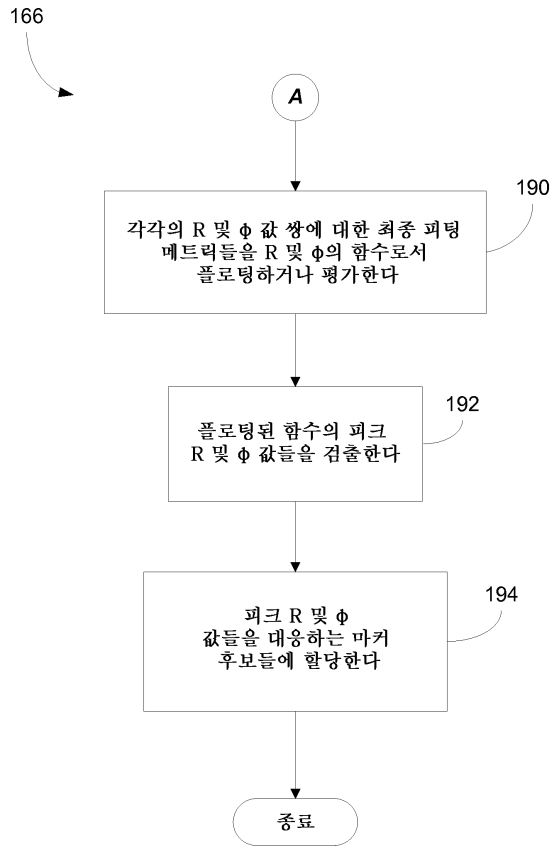 166
A
190
각각의 R 및 ϕ 값 쌍에 대한 최종 피팅
메트릭들을 R 및 ϕ의 함수로서
플로팅하거나 평가한다
192
플로팅된 함수의 피크
R 및 ϕ 값들을 검출한다
194
피크 R 및 ϕ
값들을 대응하는 마커
후보들에 할당한다
종료